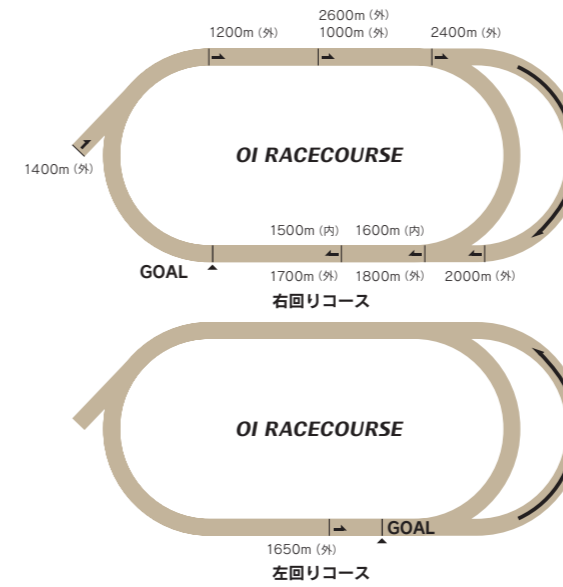 2600m (外)
1200m (外)
1000m (外)
2400m (外)
OI RACECOURSE
1400m (外)
1500m (内)
1600m (内)
GOAL
1700m (外)
1800m (外)
2000m (外)
右回りコース
OI RACECOURSE
GOAL
1650m (外)
左回りコース